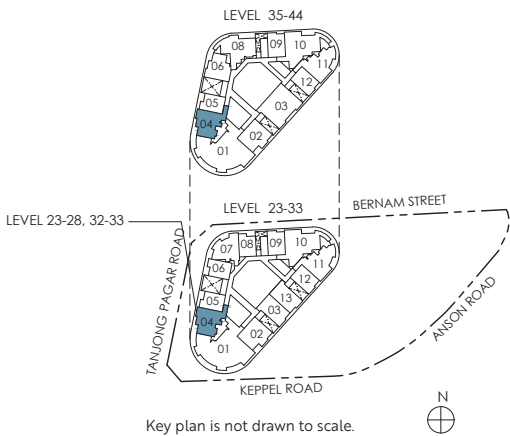 LEVEL 35-44
08 09 10
06 11
12
05 03
04
02
01
LEVEL 23-33
BERNAM STREET
LEVEL 23-28, 32-33
TANJONG PAGAR ROAD
07 08 09 10
06 11
12
05 13
03
04
02
01
ANSON ROAD
KEPPEL ROAD
N
Key plan is not drawn to scale.